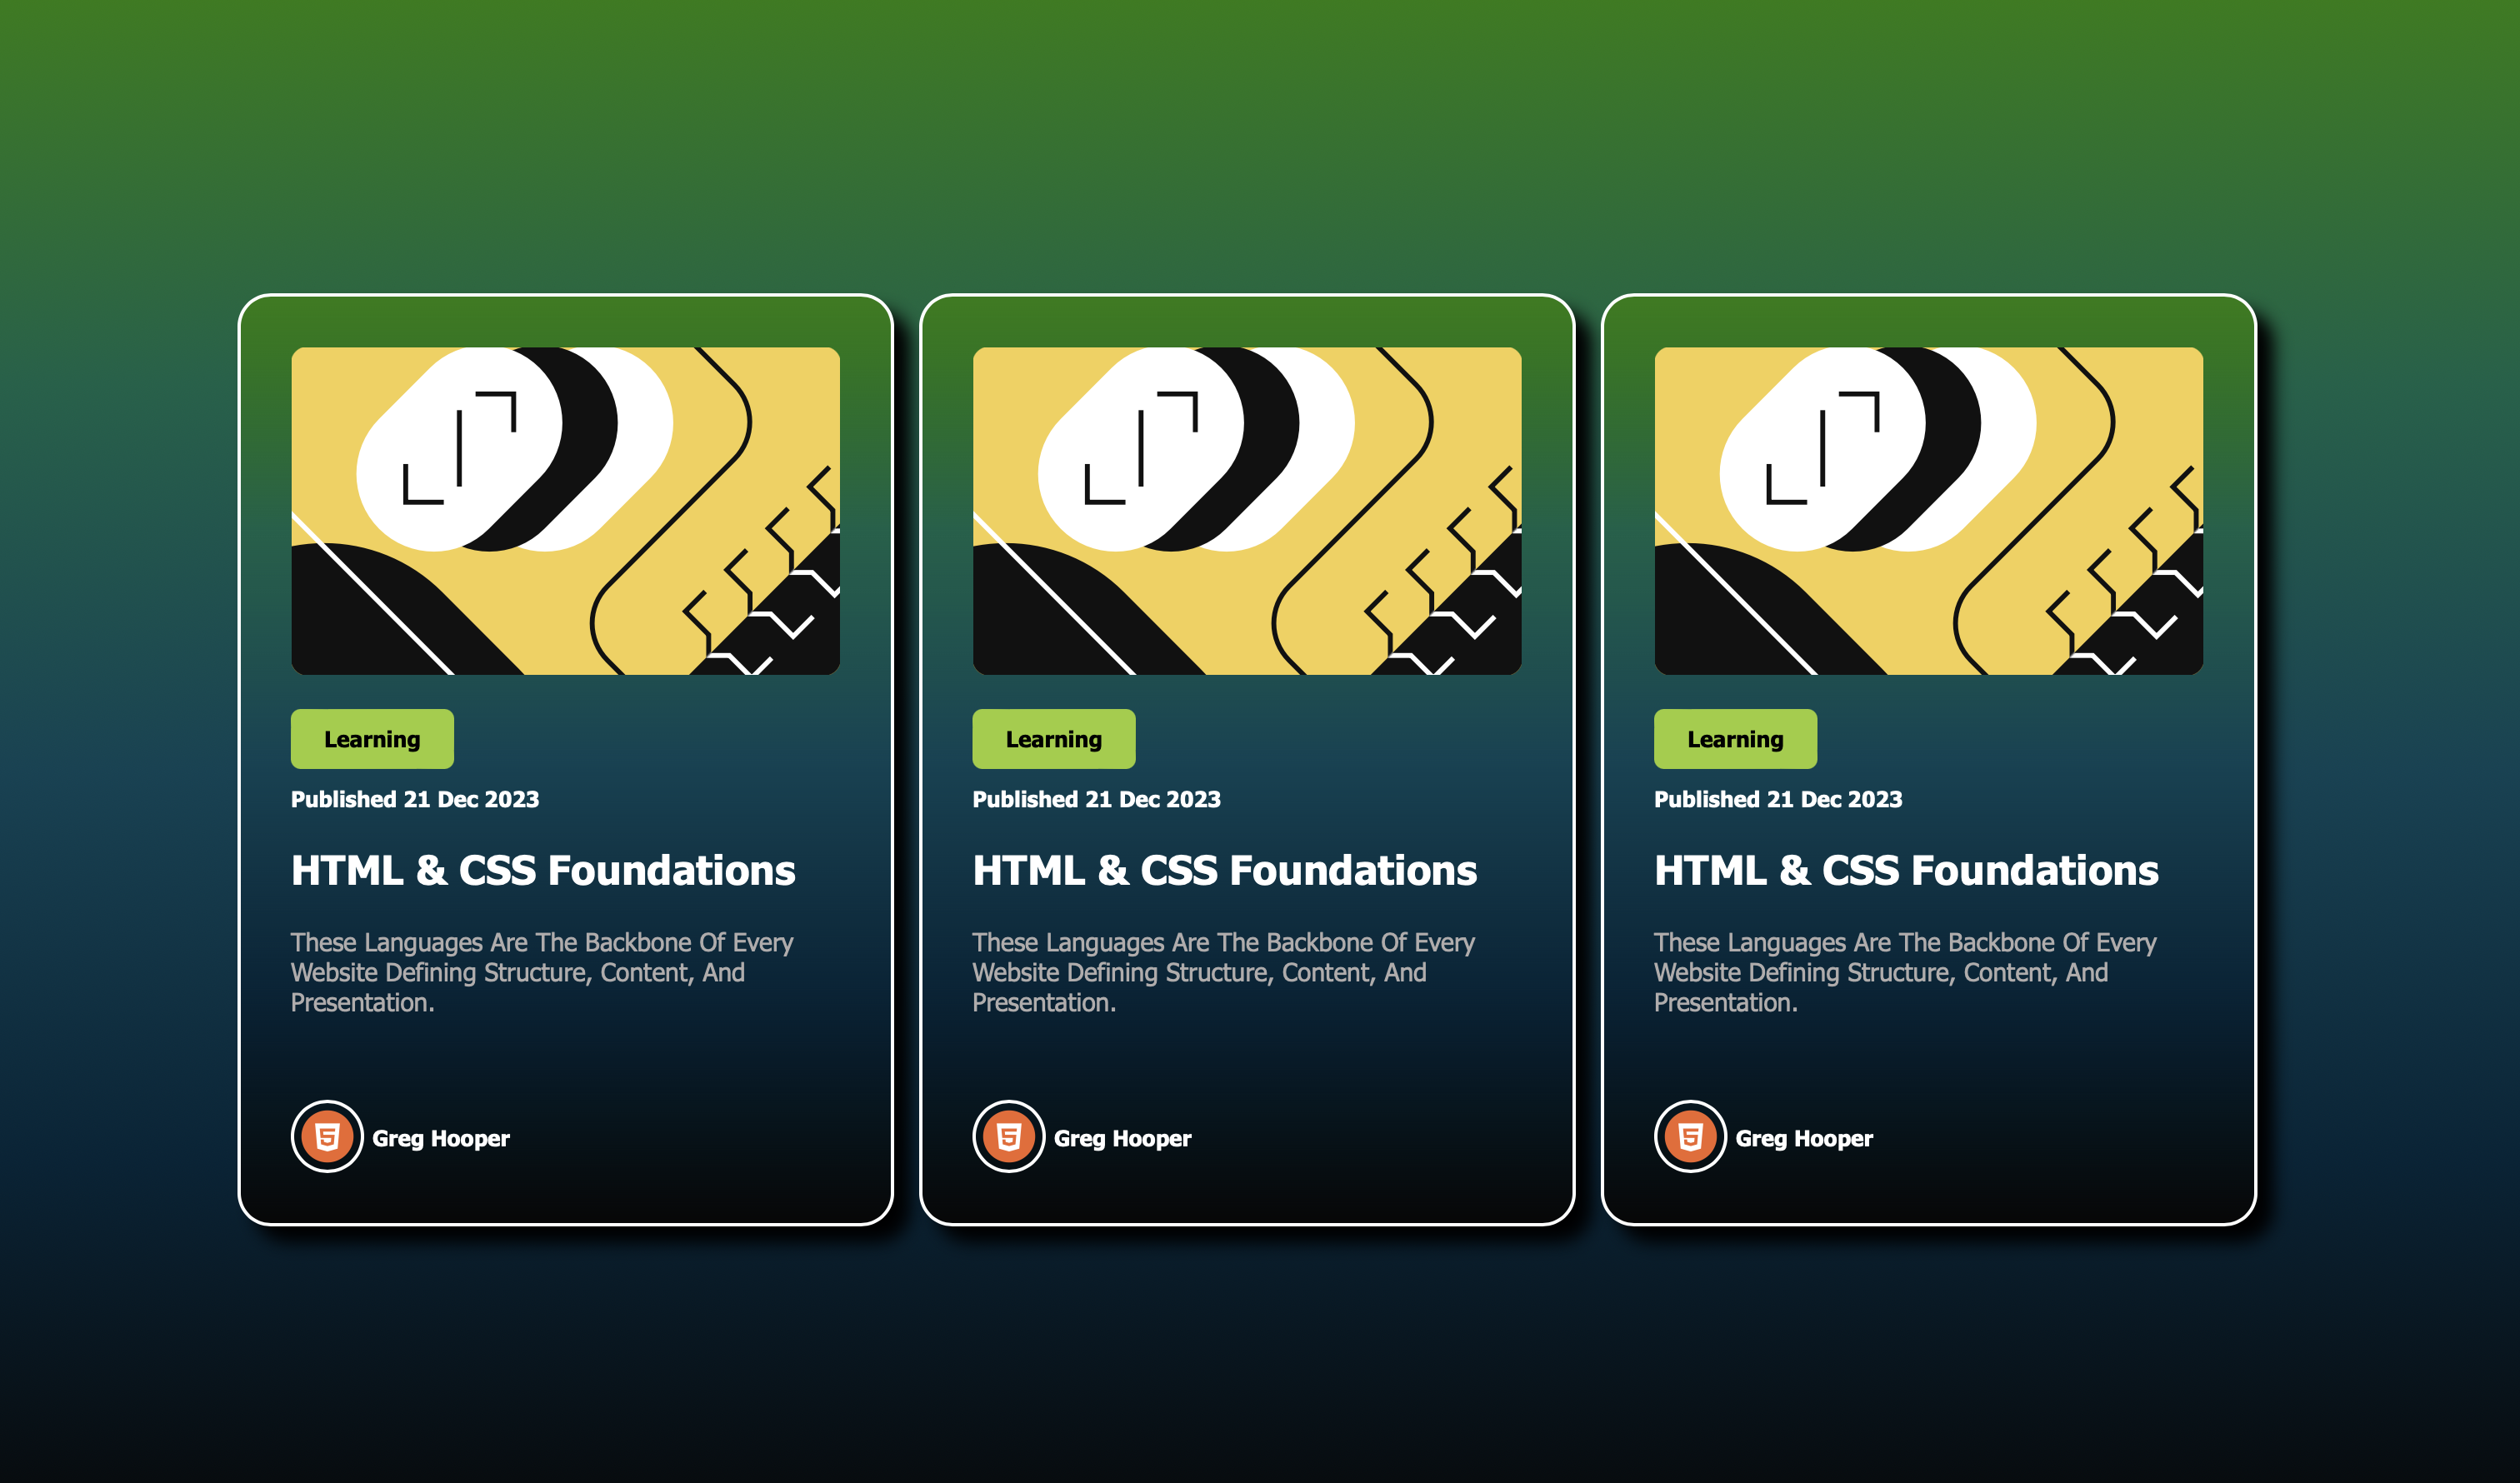 Learning
Published 21 Dec 2023
HTML & CSS Foundations
These Languages Are The Backbone Of Every
Website Defining Structure, Content, And
Presentation.
Greg Hooper
Learning
Published 21 Dec 2023
HTML & CSS Foundations
These Languages Are The Backbone Of Every
Website Defining Structure, Content, And
Presentation.
Greg Hooper
Learning
Published 21 Dec 2023
HTML & CSS Foundations
These Languages Are The Backbone Of Every
Website Defining Structure, Content, And
Presentation.
Greg Hooper